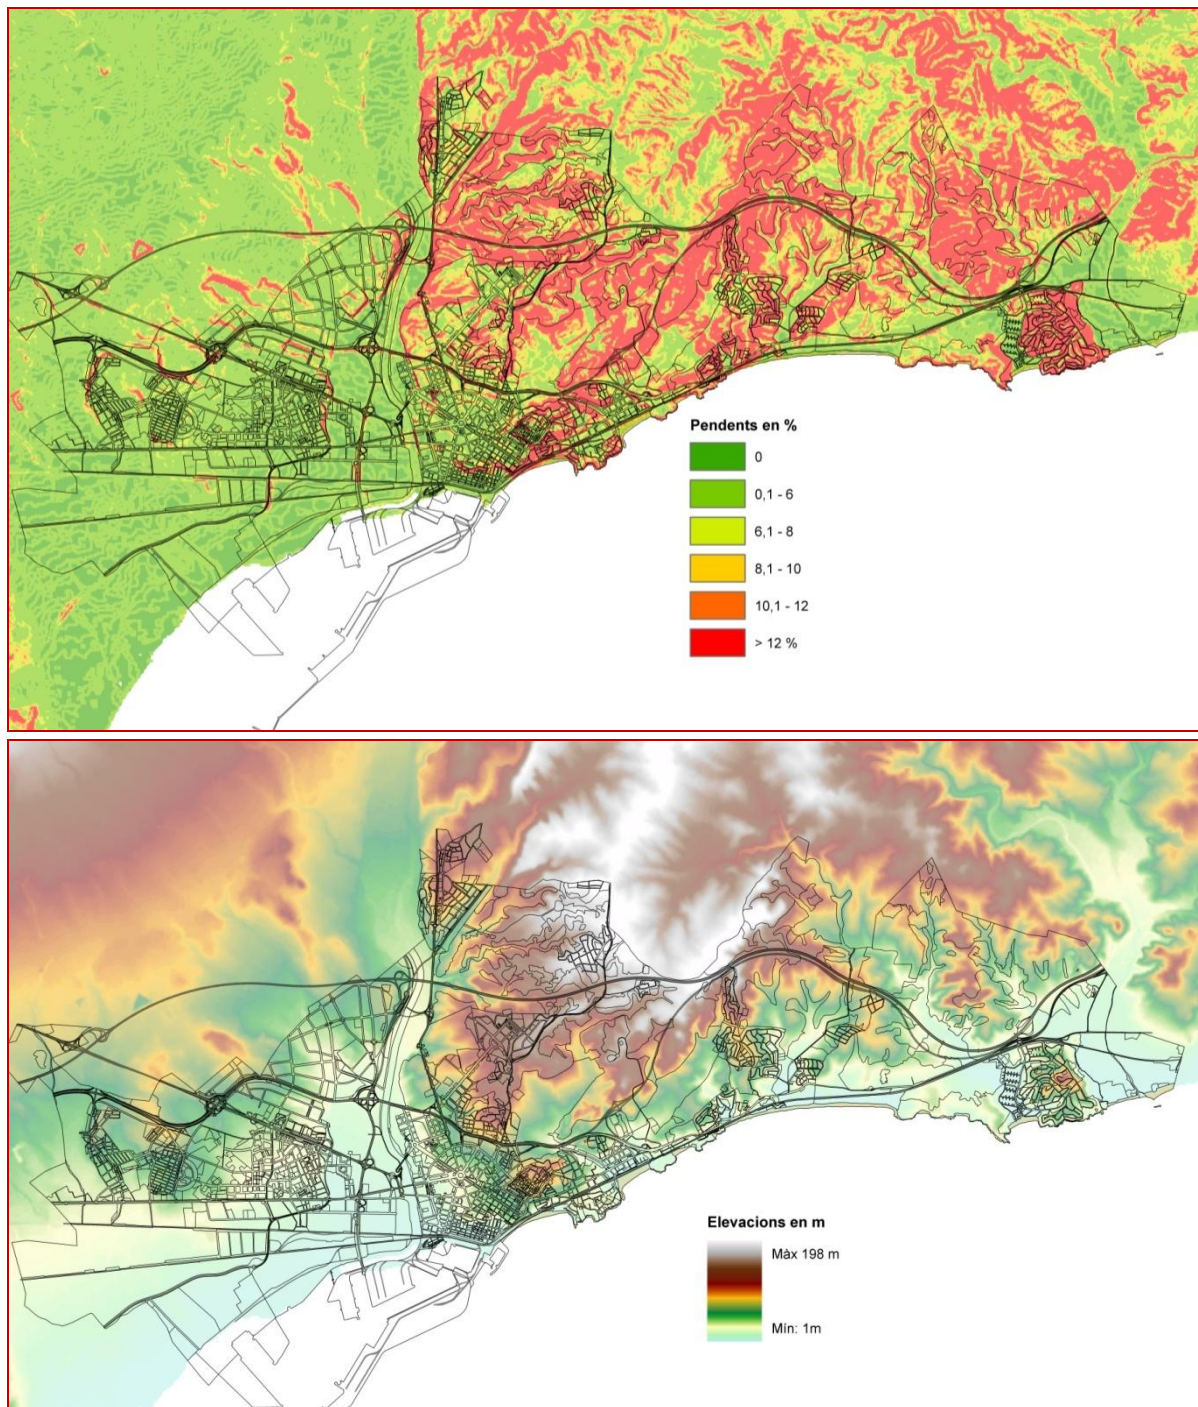 Pendents en %
0
0,1 - 6
6,1 - 8
8,1 - 10
10,1 - 12
> 12 %
Elevacions en m
Màx 198 m
Mín: 1m